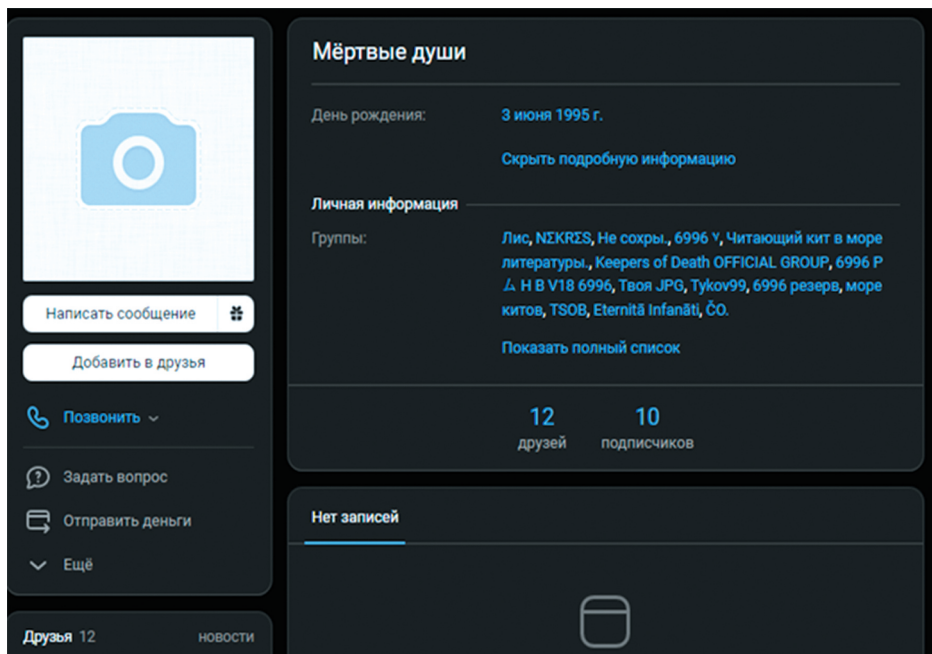 Мёртвые души
День рождения: 3 июня 1995 г.
Скрыть подробную информацию
Личная информация
Группы: Лис, NΣKRΣS, Не сохры., 6996 ᵞ, Читающий кит в море
литературы., Keepers of Death OFFICIAL GROUP, 6996 Р
Ѧ Н В V18 6996, Твоя JPG, Tykov99, 6996 резерв, море
китов, TSOB, Eternitā Infanāti, ČO.
Показать полный список
12 10
друзей подписчиков
Нет записей
Написать сообщение
Добавить в друзья
Позвонить
Задать вопрос
Отправить деньги
Ещё
Друзья 12 новости